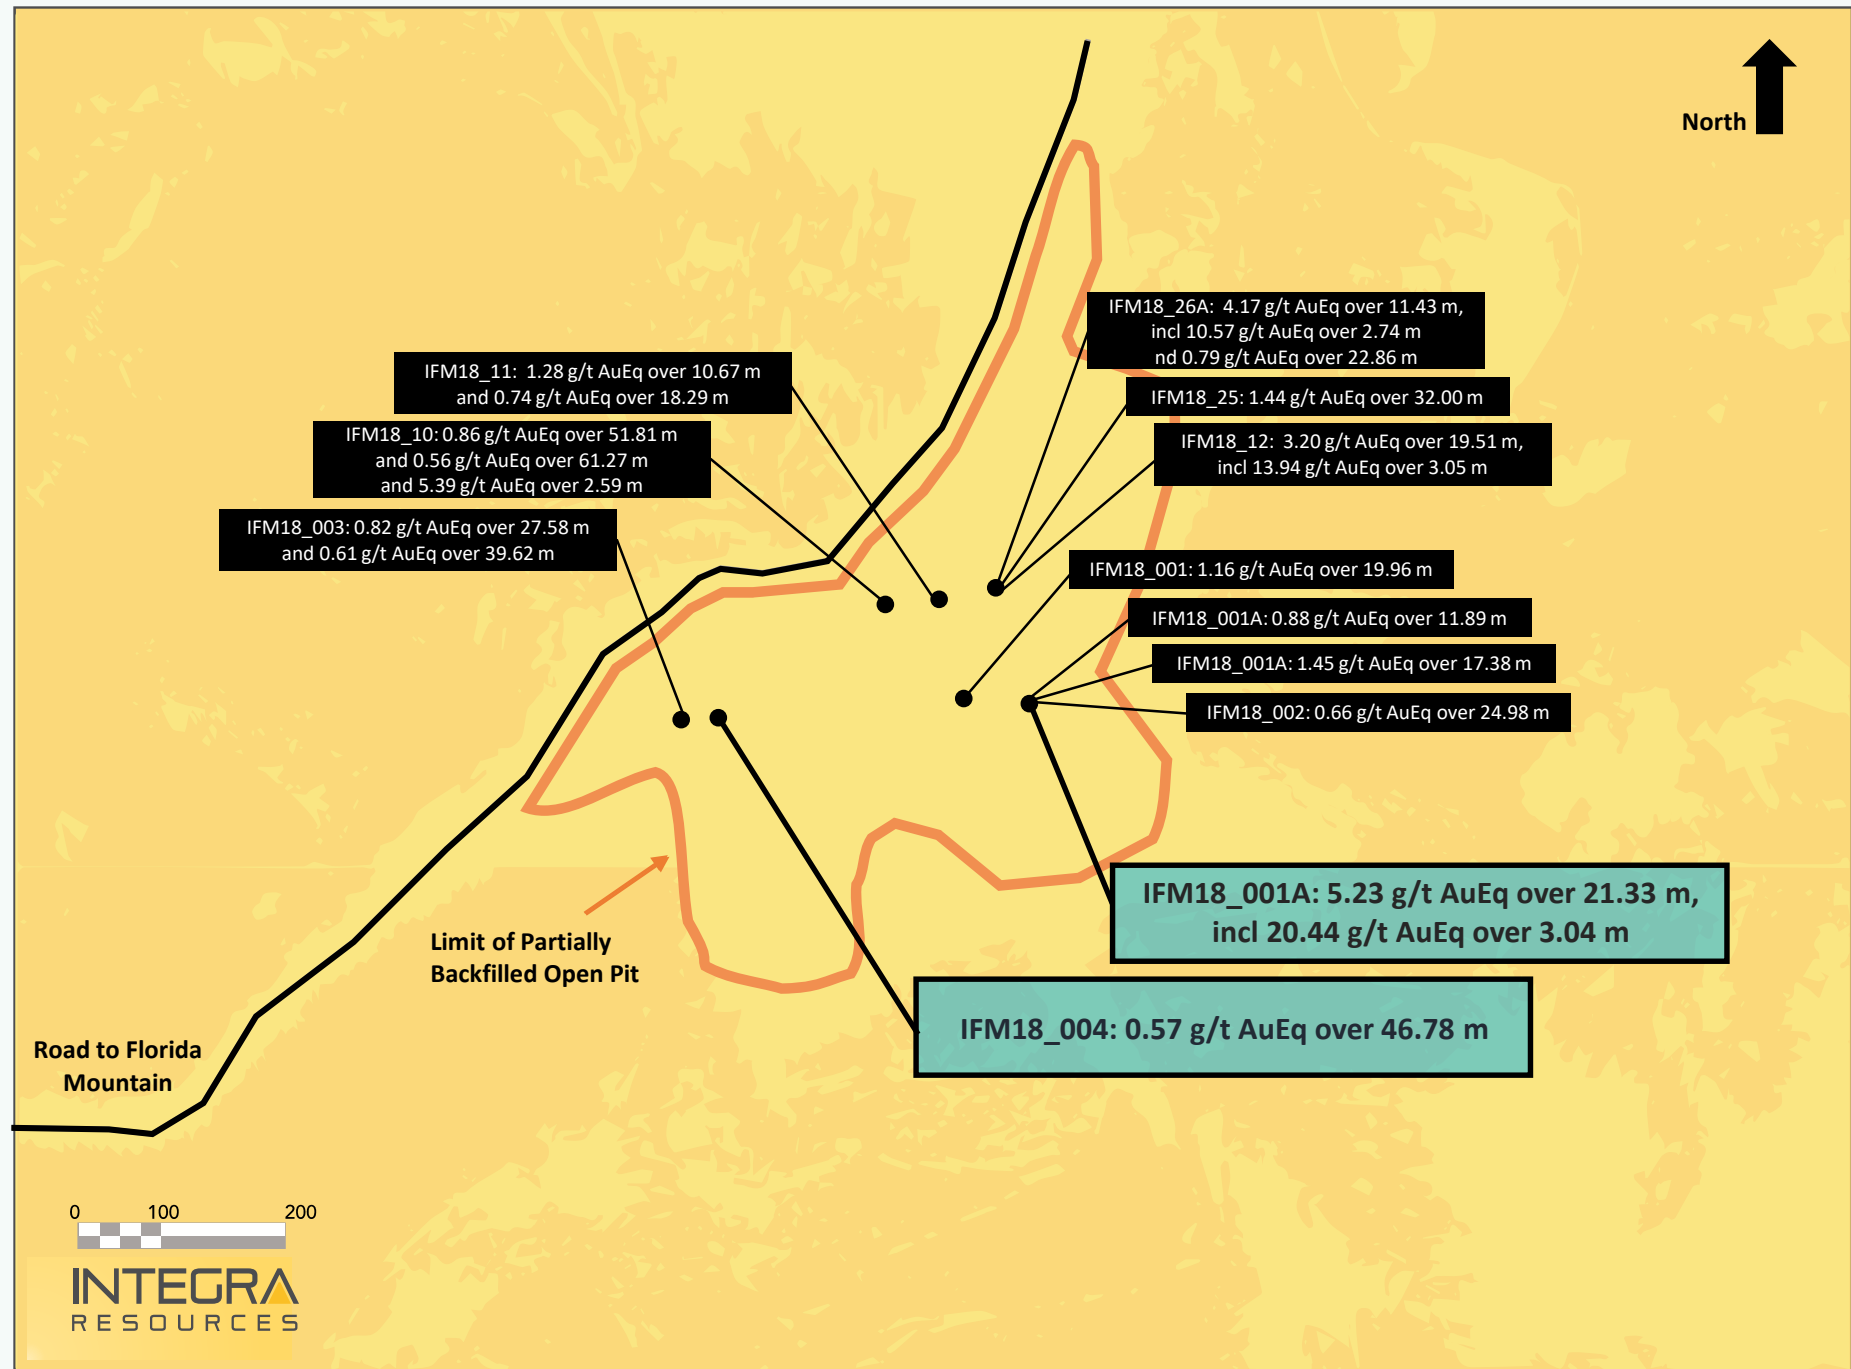 North
IFM18_26A: 4.17 g/t AuEq over 11.43 m,
incl 10.57 g/t AuEq over 2.74 m
nd 0.79 g/t AuEq over 22.86 m
IFM18_11: 1.28 g/t AuEq over 10.67 m
and 0.74 g/t AuEq over 18.29 m
IFM18_25: 1.44 g/t AuEq over 32.00 m
IFM18_10: 0.86 g/t AuEq over 51.81 m
and 0.56 g/t AuEq over 61.27 m
and 5.39 g/t AuEq over 2.59 m
IFM18_12: 3.20 g/t AuEq over 19.51 m,
incl 13.94 g/t AuEq over 3.05 m
IFM18_003: 0.82 g/t AuEq over 27.58 m
and 0.61 g/t AuEq over 39.62 m
IFM18_001: 1.16 g/t AuEq over 19.96 m
IFM18_001A: 0.88 g/t AuEq over 11.89 m
IFM18_001A: 1.45 g/t AuEq over 17.38 m
IFM18_002: 0.66 g/t AuEq over 24.98 m
IFM18_001A: 5.23 g/t AuEq over 21.33 m,
incl 20.44 g/t AuEq over 3.04 m
Limit of Partially
Backfilled Open Pit
IFM18_004: 0.57 g/t AuEq over 46.78 m
Road to Florida
Mountain
0 100 200
INTEGRA
RESOURCES